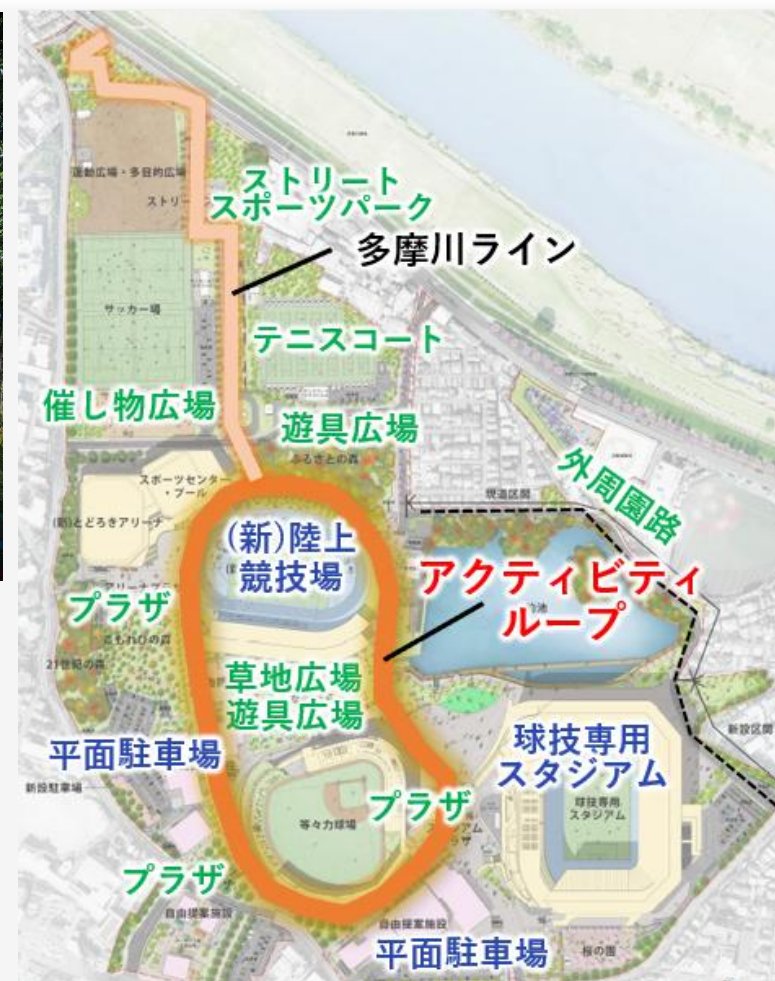 運動広場・多目的広場
ストリート
スポーツパーク
ストリー
多摩川ライン
サッカー場
テニスコート
催し物広場
遊具広場
ふるさとの森
スポーツセンター
・プール
外周園路
現道区間
(新)とどろきアリーナ
(新)陸上
競技場
アクティビティ
ループ
プラザ
こもれびの森
21世紀の森
草地広場
遊具広場
平面駐車場
新設駐車場
球技専用
スタジアム
新設区間
球技専用
スタジアム
プラザ
等々力球場
プラザ
自由提案施設
自由提案施設
平面駐車場
桜の園